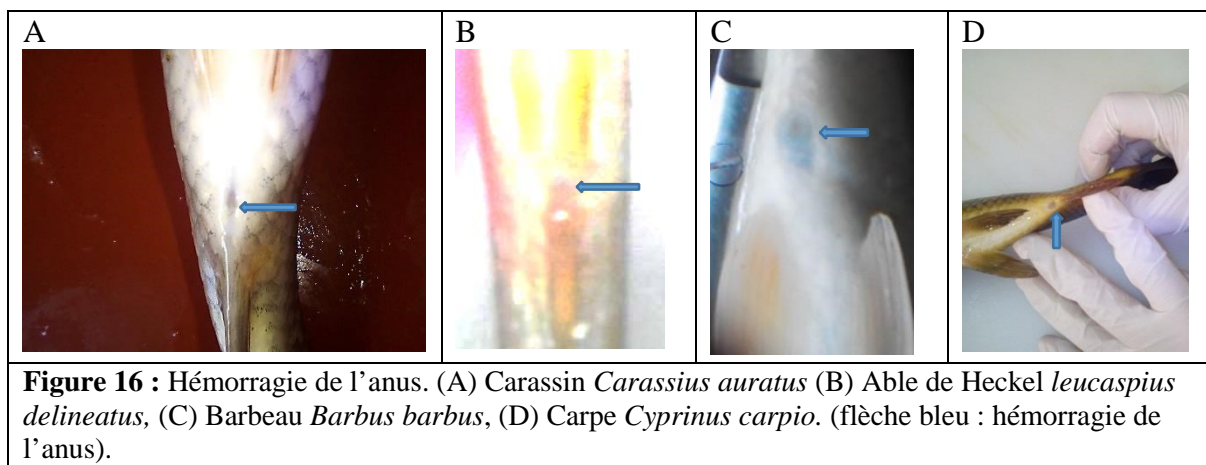 A
B
C
D
Figure 16 : Hémorragie de l’anus. (A) Carassin Carassius auratus (B) Able de Heckel leucaspius
delineatus, (C) Barbeau Barbus barbus, (D) Carpe Cyprinus carpio. (flèche bleu : hémorragie de
l’anus).